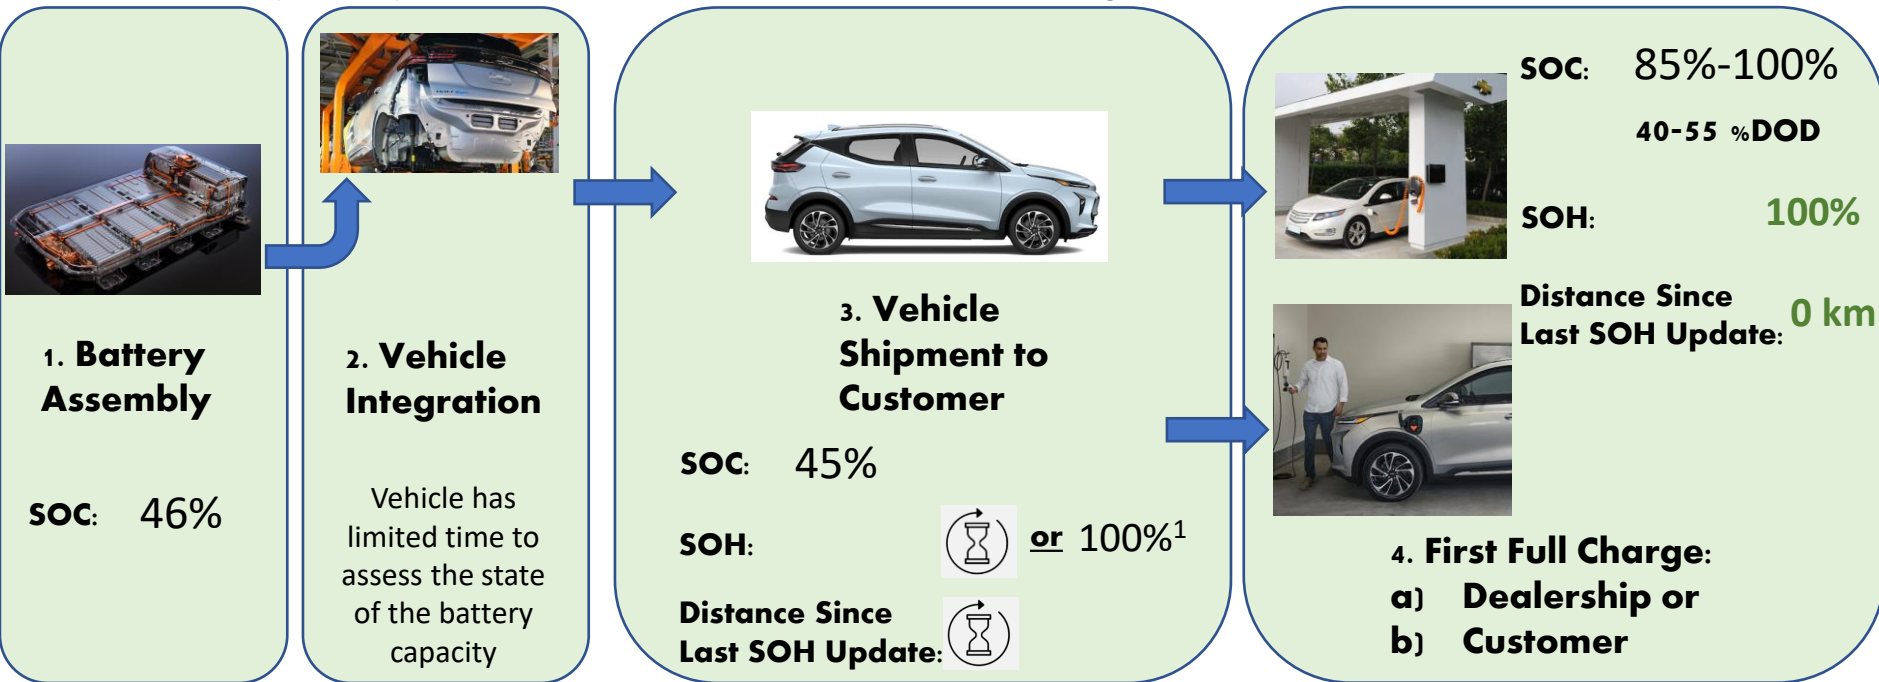 1. Battery
Assembly
SOC: 46%
2. Vehicle
Integration
Vehicle has
limited time to
assess the state
of the battery
capacity
3. Vehicle
Shipment to
Customer
SOC: 45%
SOH: or 100%¹
Distance Since
Last SOH Update:
SOC: 85%-100%
40-55 %DOD
SOH: 100%
Distance Since
Last SOH Update: 0 km
4. First Full Charge:
a) Dealership or
b) Customer